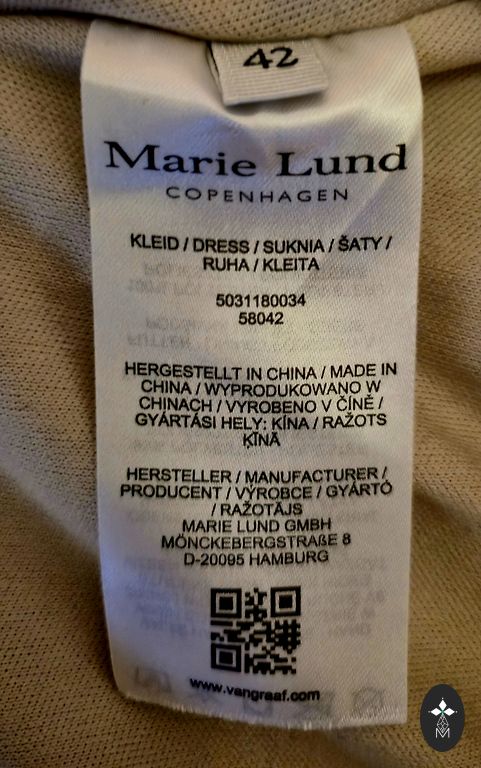 42
Marie Lund
COPENHAGEN
KLEID / DRESS / SUKNIA / ŠATY /
RUHA / KLEITA
5031180034
58042
HERGESTELLT IN CHINA / MADE IN
CHINA / WYPRODUKOWANO W
CHINACH / VYROBENO V ČÍNĚ /
GYÁRTÁSI HELY: KÍNA / RAŽOTS
ĶĪNĀ
HERSTELLER / MANUFACTURER /
PRODUCENT / VÝROBCE / GYÁRTÓ
/ RAŽOTĀJS
MARIE LUND GMBH
MÖNCKEBERGSTRAßE 8
D-20095 HAMBURG
www.vangraaf.com
M